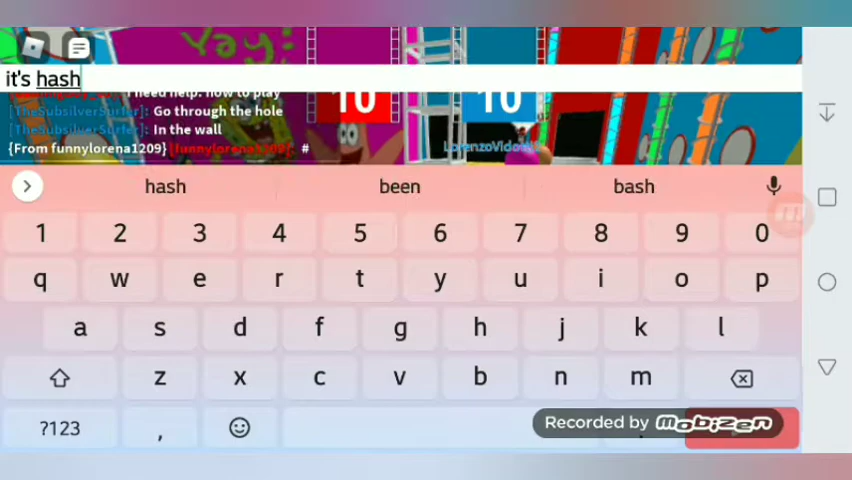 Yay!
it's hash
I need help. how to play
[TheSubsilverSurfer]: Go through the hole
[TheSubsilverSurfer]: In the wall
{From funnylorena1209} [funnylorena1209]: #
10
10
hash been bash
1 2 3 4 5 6 7 8 9 0
q w e r t y u i o p
a s d f g h j k l
z x c v b n m
?123 , .
Recorded by mobizen